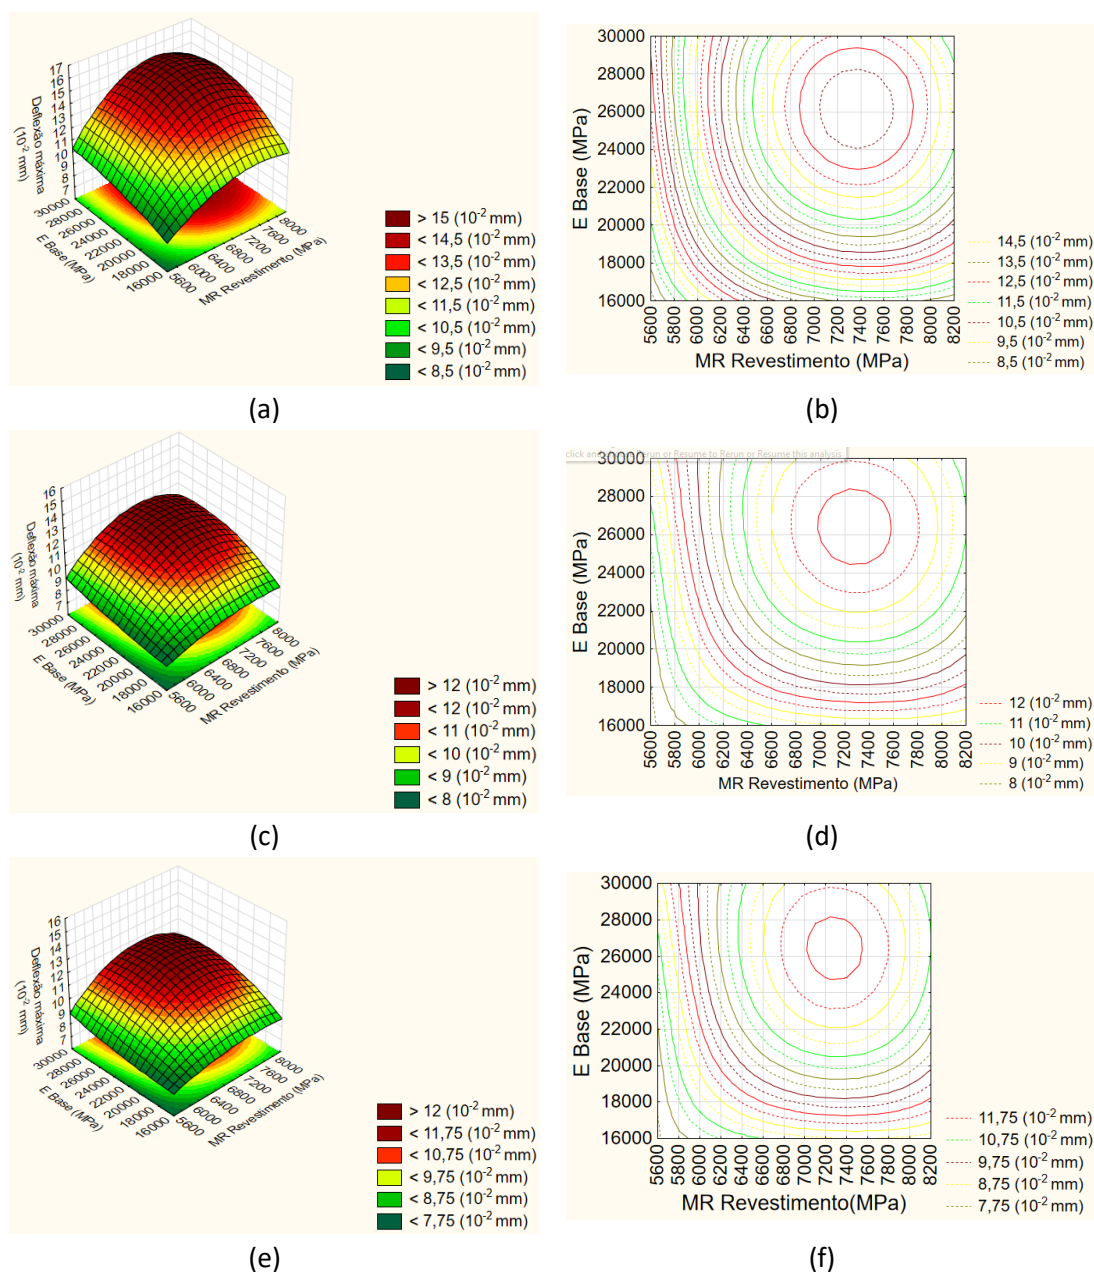 17
16
15
14
13
12
11
10
9
8
7
Deflexão máxima
(10⁻² mm)
30000
28000
26000
24000
22000
20000
18000
16000
E Base (MPa)
5600
6000
6400
6800
7200
7600
8000
MR Revestimento (MPa)
> 15 (10⁻² mm)
< 14,5 (10⁻² mm)
< 13,5 (10⁻² mm)
< 12,5 (10⁻² mm)
< 11,5 (10⁻² mm)
< 10,5 (10⁻² mm)
< 9,5 (10⁻² mm)
< 8,5 (10⁻² mm)
(a)
30000
28000
26000
24000
22000
20000
18000
16000
E Base (MPa)
5600 5800 6000 6200 6400 6600 6800 7000 7200 7400 7600 7800 8000 8200
MR Revestimento (MPa)
14,5 (10⁻² mm)
13,5 (10⁻² mm)
12,5 (10⁻² mm)
11,5 (10⁻² mm)
10,5 (10⁻² mm)
9,5 (10⁻² mm)
8,5 (10⁻² mm)
(b)
16
15
14
13
12
11
10
9
8
7
Deflexão máxima
(10⁻² mm)
30000
28000
26000
24000
22000
20000
18000
16000
E Base (MPa)
5600
6000
6400
6800
7200
7600
8000
MR Revestimento (MPa)
> 12 (10⁻² mm)
< 12 (10⁻² mm)
< 11 (10⁻² mm)
< 10 (10⁻² mm)
< 9 (10⁻² mm)
< 8 (10⁻² mm)
(c)
click and Rerun or Resume to Rerun or Resume this analysis
30000
28000
26000
24000
22000
20000
18000
16000
E Base (MPa)
5600 5800 6000 6200 6400 6600 6800 7000 7200 7400 7600 7800 8000 8200
MR Revestimento (MPa)
12 (10⁻² mm)
11 (10⁻² mm)
10 (10⁻² mm)
9 (10⁻² mm)
8 (10⁻² mm)
(d)
16
15
14
13
12
11
10
9
8
7
Deflexão máxima
(10⁻² mm)
30000
28000
26000
24000
22000
20000
18000
16000
E Base (MPa)
5600
6000
6400
6800
7200
7600
8000
MR Revestimento (MPa)
> 12 (10⁻² mm)
< 11,75 (10⁻² mm)
< 10,75 (10⁻² mm)
< 9,75 (10⁻² mm)
< 8,75 (10⁻² mm)
< 7,75 (10⁻² mm)
(e)
30000
28000
26000
24000
22000
20000
18000
16000
E Base (MPa)
5600 5800 6000 6200 6400 6600 6800 7000 7200 7400 7600 7800 8000 8200
MR Revestimento(MPa)
11,75 (10⁻² mm)
10,75 (10⁻² mm)
9,75 (10⁻² mm)
8,75 (10⁻² mm)
7,75 (10⁻² mm)
(f)